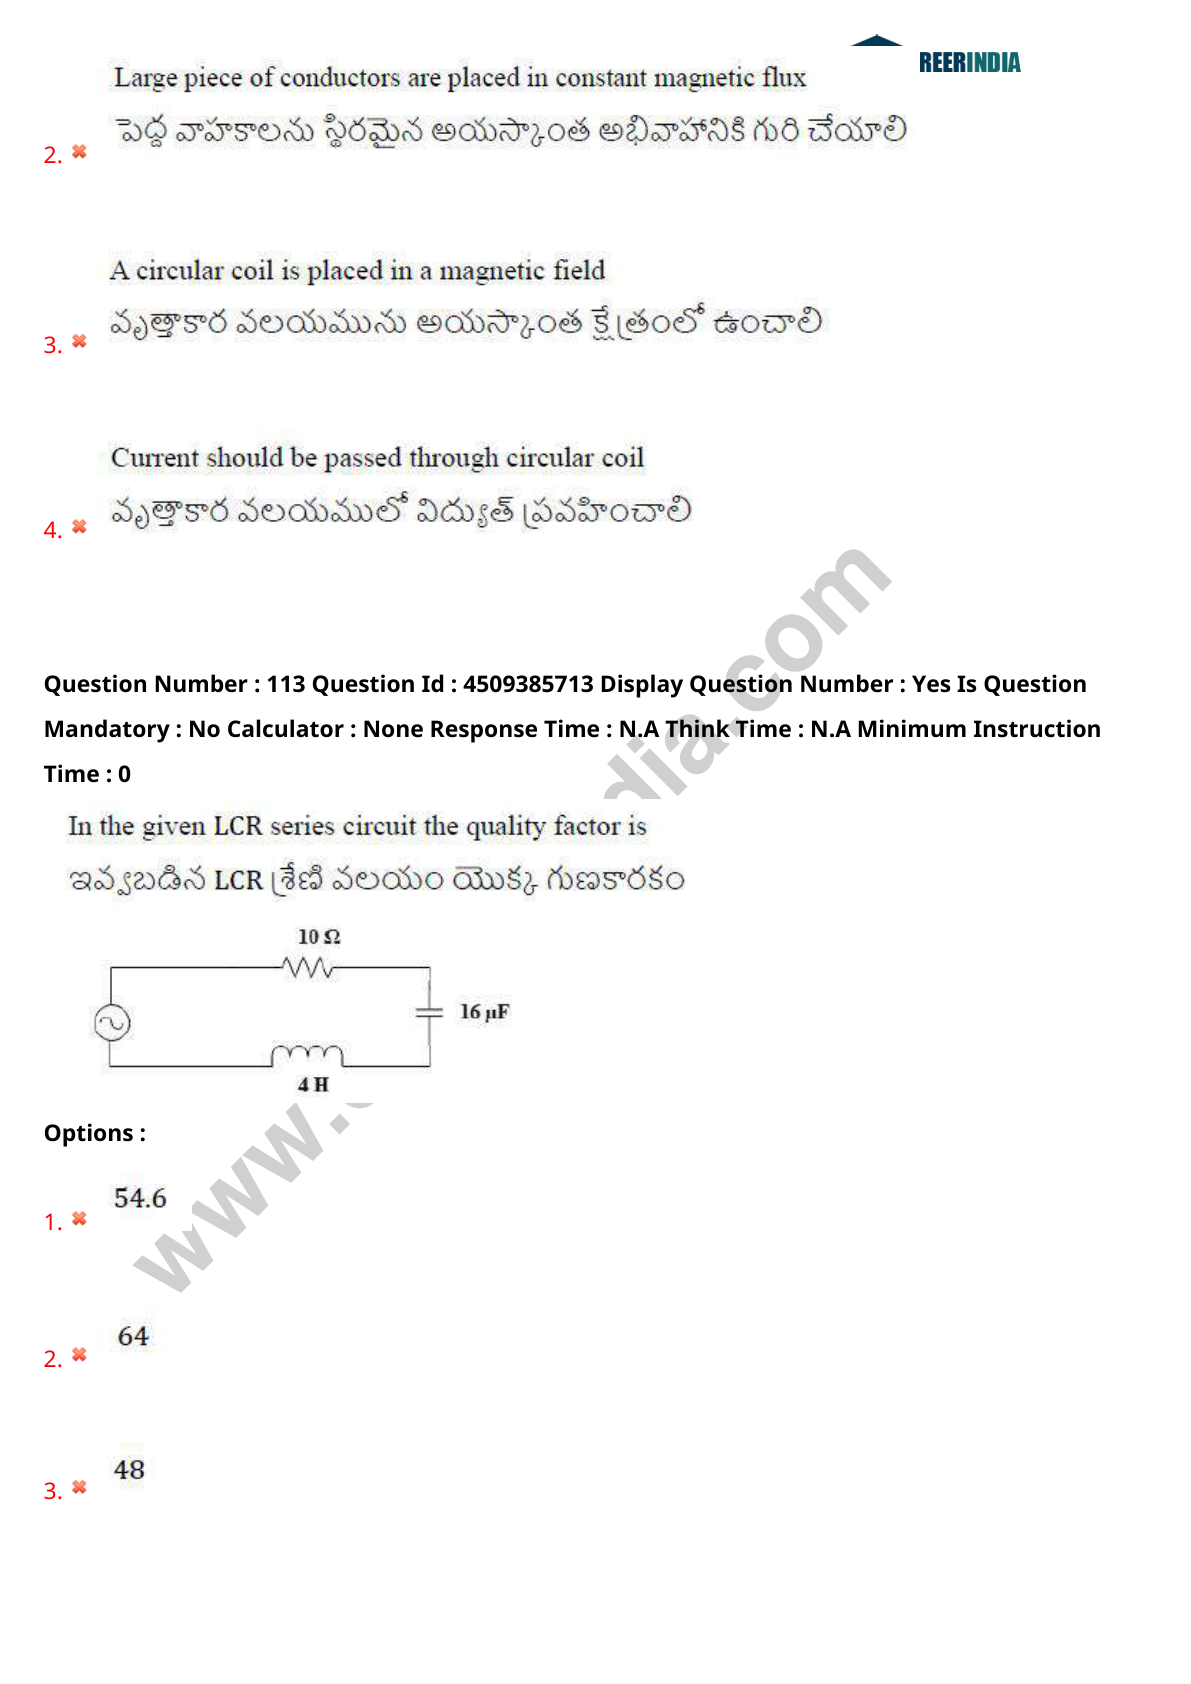 REERINDIA
Large piece of conductors are placed in constant magnetic flux
పెద్ద వాహకాలను స్థిరమైన అయస్కాంత అభివాహానికి గురి చేయాలి
2.
A circular coil is placed in a magnetic field
వృత్తాకార వలయమును అయస్కాంత క్షేత్రంలో ఉంచాలి
3.
Current should be passed through circular coil
వృత్తాకార వలయములో విద్యుత్ ప్రవహించాలి
4.
Question Number : 113 Question Id : 4509385713 Display Question Number : Yes Is Question
Mandatory : No Calculator : None Response Time : N.A Think Time : N.A Minimum Instruction
Time : 0
In the given LCR series circuit the quality factor is
ఇవ్వబడిన LCR శ్రేణి వలయం యొక్క గుణకారకం
10 Ω
16 μF
4 H
Options :
54.6
1.
64
2.
48
3.